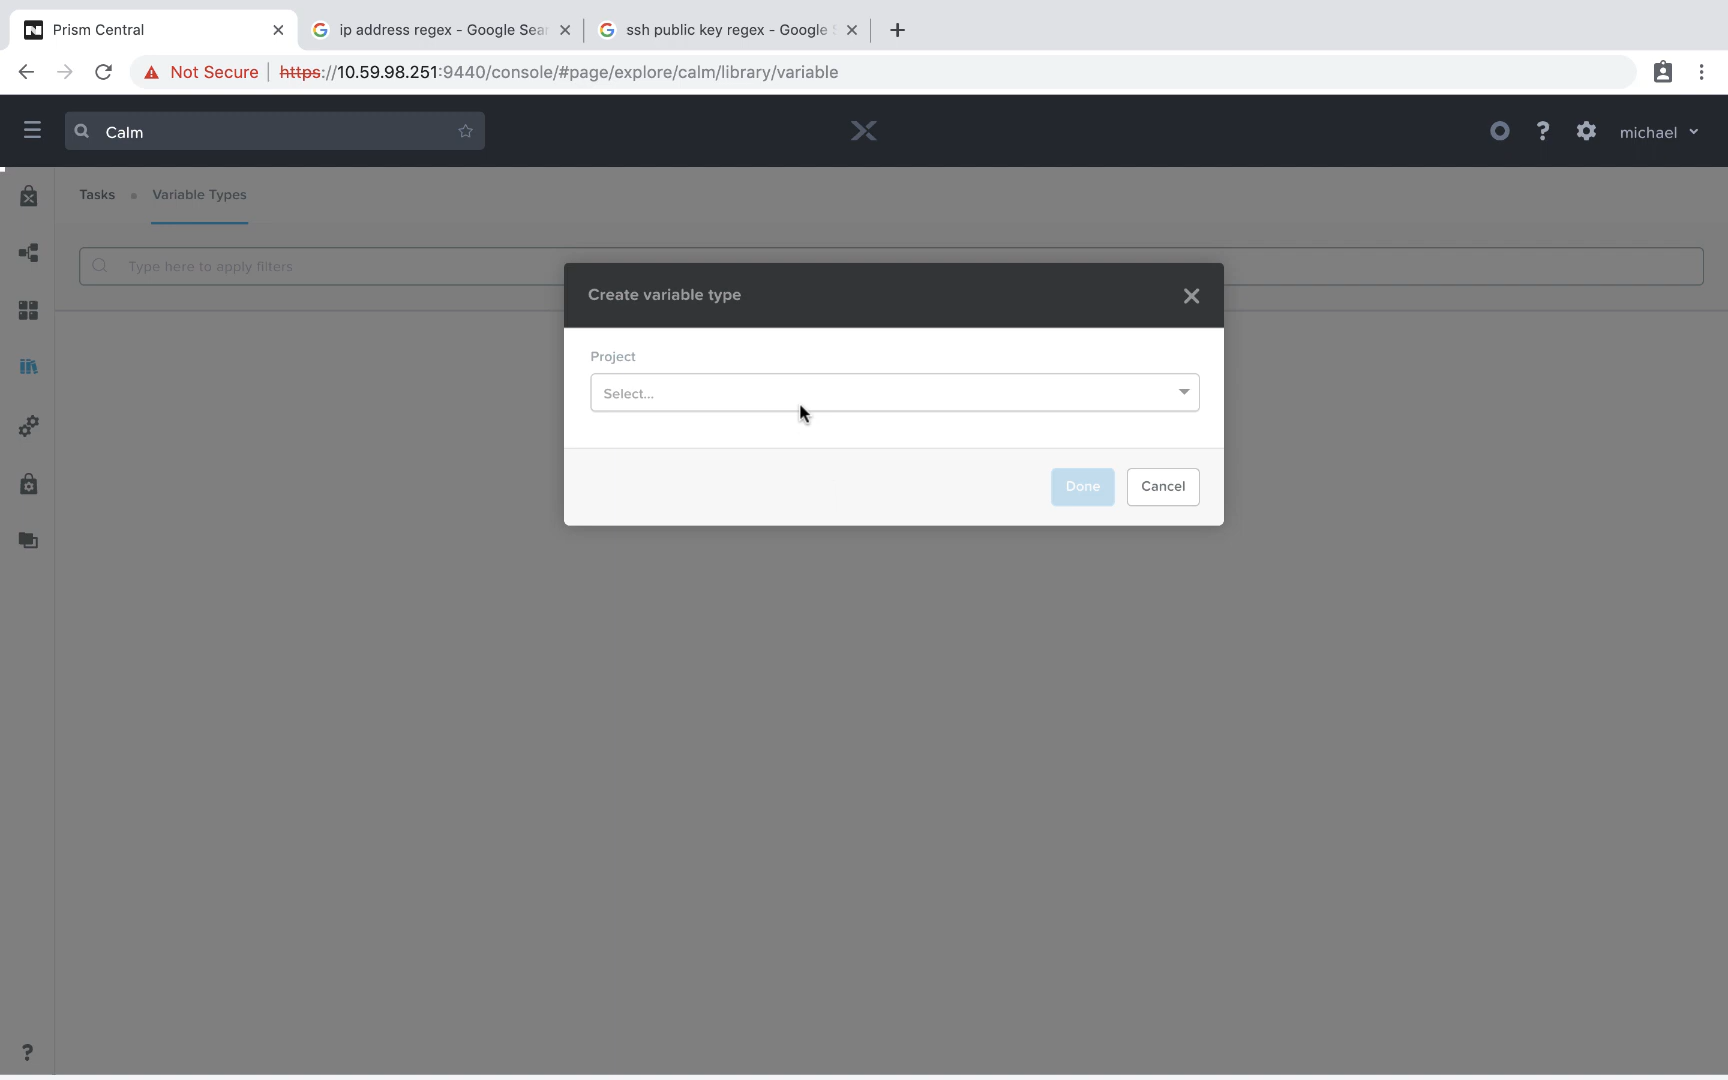 Prism Central
ip address regex - Google Sear
ssh public key regex - Google S
Not Secure
https://10.59.98.251:9440/console/#page/explore/calm/library/variable
Calm
?
michael
Tasks
Variable Types
Type here to apply filters
Create variable type
Project
Select...
Done
Cancel
?